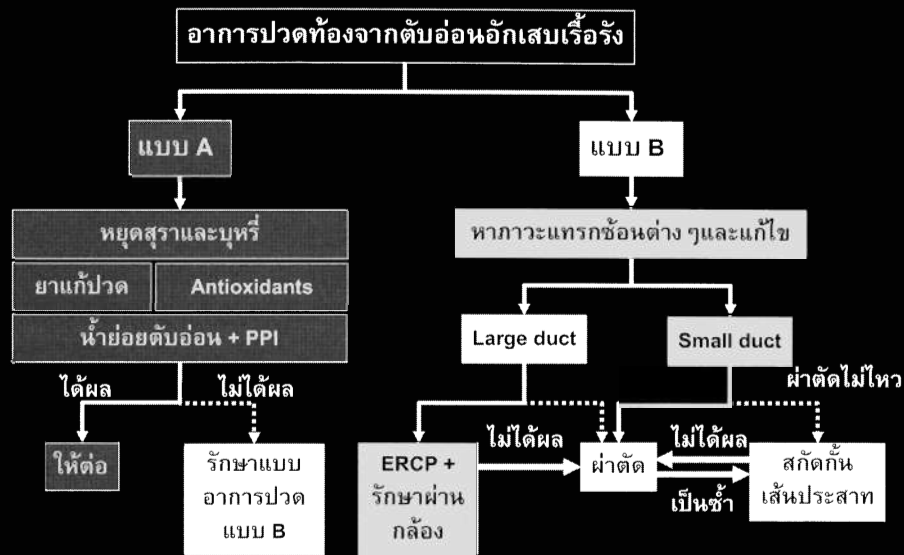 อาการปวดท้องจากตับอ่อนอักเสบเรื้อรัง
แบบ A
แบบ B
หยุดสุราและบุหรี่
ยาแก้ปวด
Antioxidants
น้ำย่อยตับอ่อน + PPI
ได้ผล
ไม่ได้ผล
ให้ต่อ
รักษาแบบ
อาการปวด
แบบ B
หาภาวะแทรกซ้อนต่าง ๆและแก้ไข
Large duct
Small duct
ผ่าตัดไม่ไหว
ไม่ได้ผล
ไม่ได้ผล
ERCP +
รักษาผ่าน
กล้อง
ผ่าตัด
เป็นซ้ำ
สกัดกั้น
เส้นประสาท